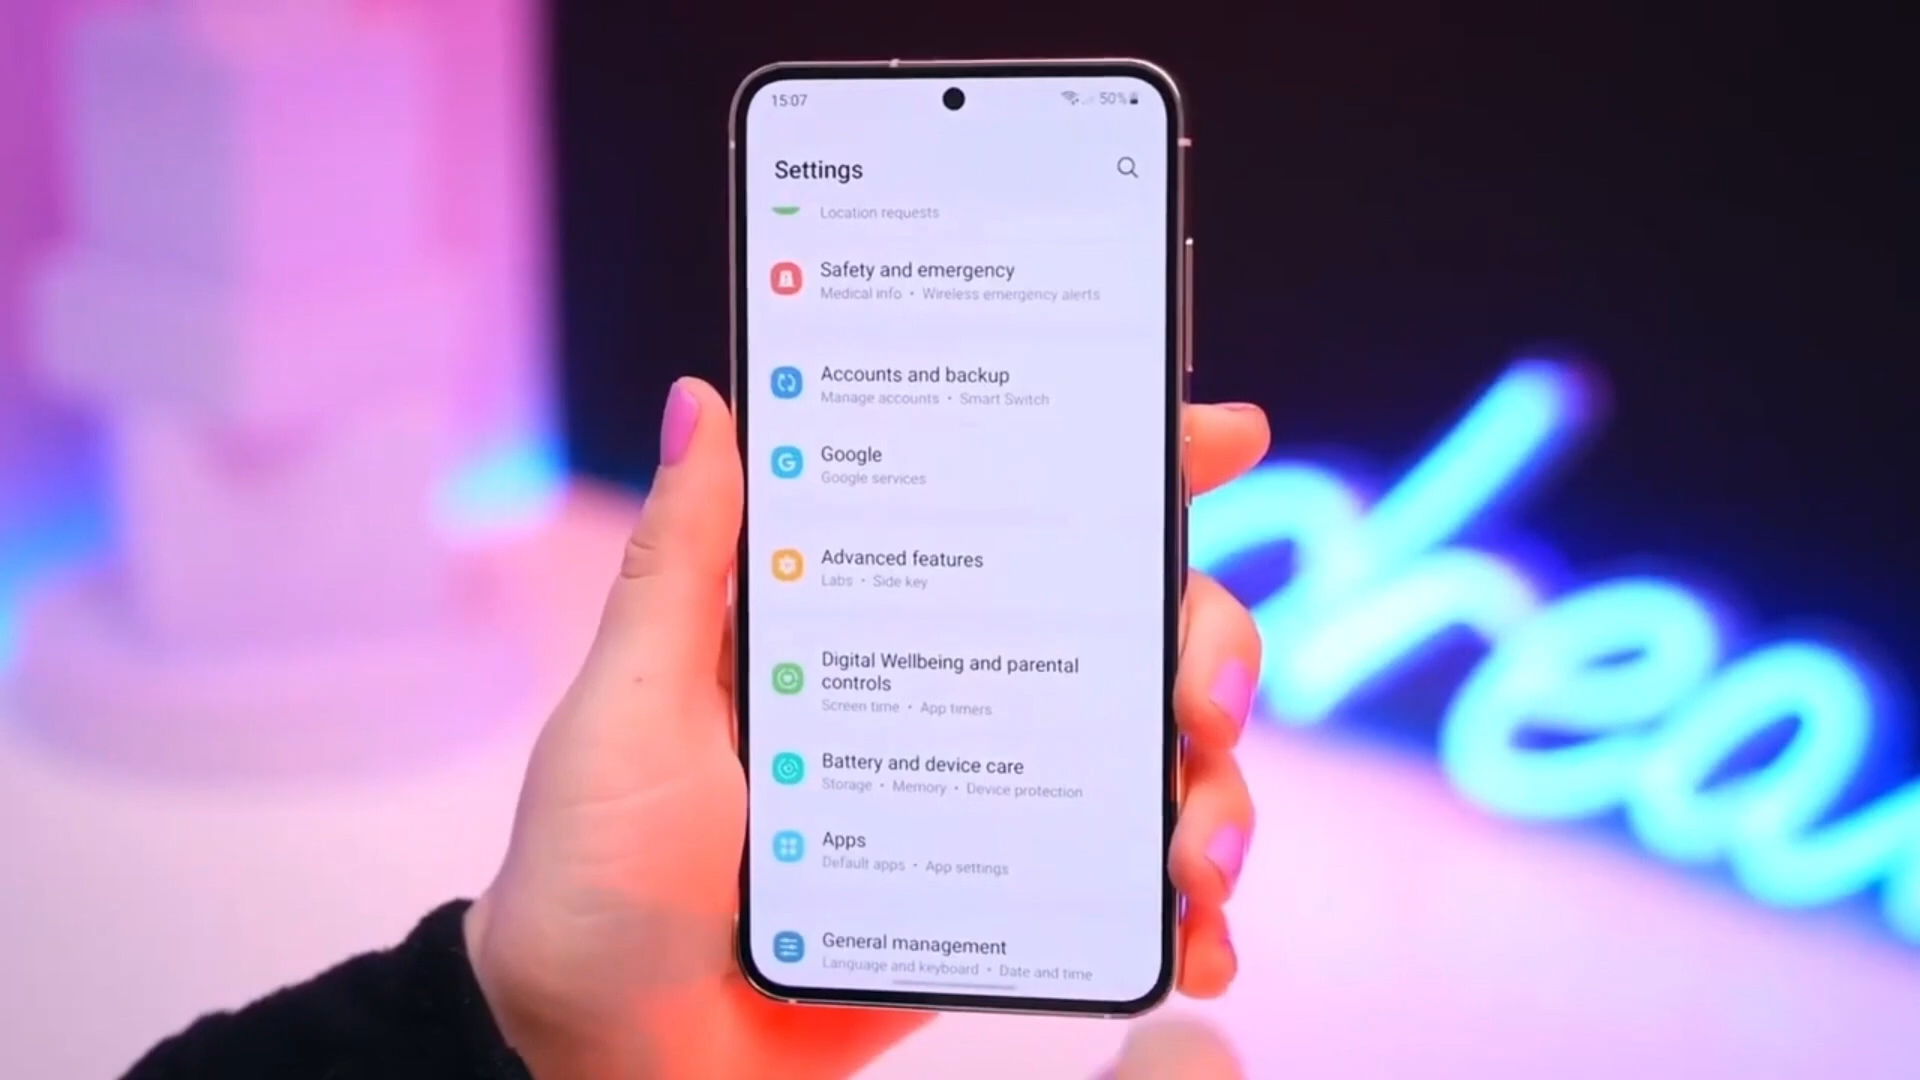 15:07
50%
Settings
Location requests
Safety and emergency
Medical info • Wireless emergency alerts
Accounts and backup
Manage accounts • Smart Switch
Google
Google services
Advanced features
Labs • Side key
Digital Wellbeing and parental
controls
Screen time • App timers
Battery and device care
Storage • Memory • Device protection
Apps
Default apps • App settings
General management
Language and keyboard • Date and time